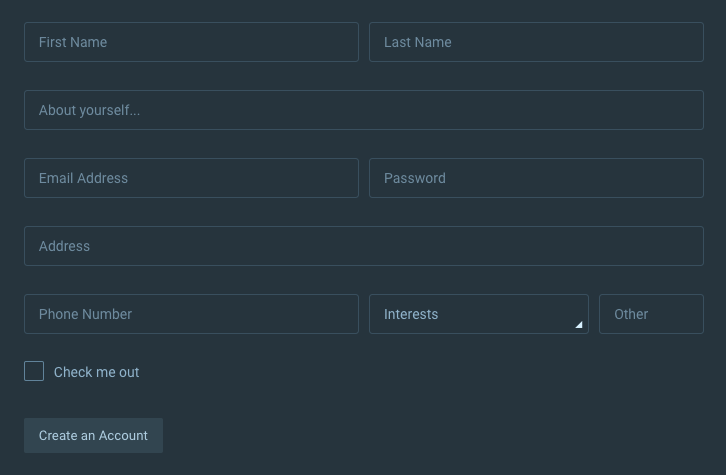 First Name Last Name
About yourself...
Email Address Password
Address
Phone Number Interests Other
Check me out
Create an Account